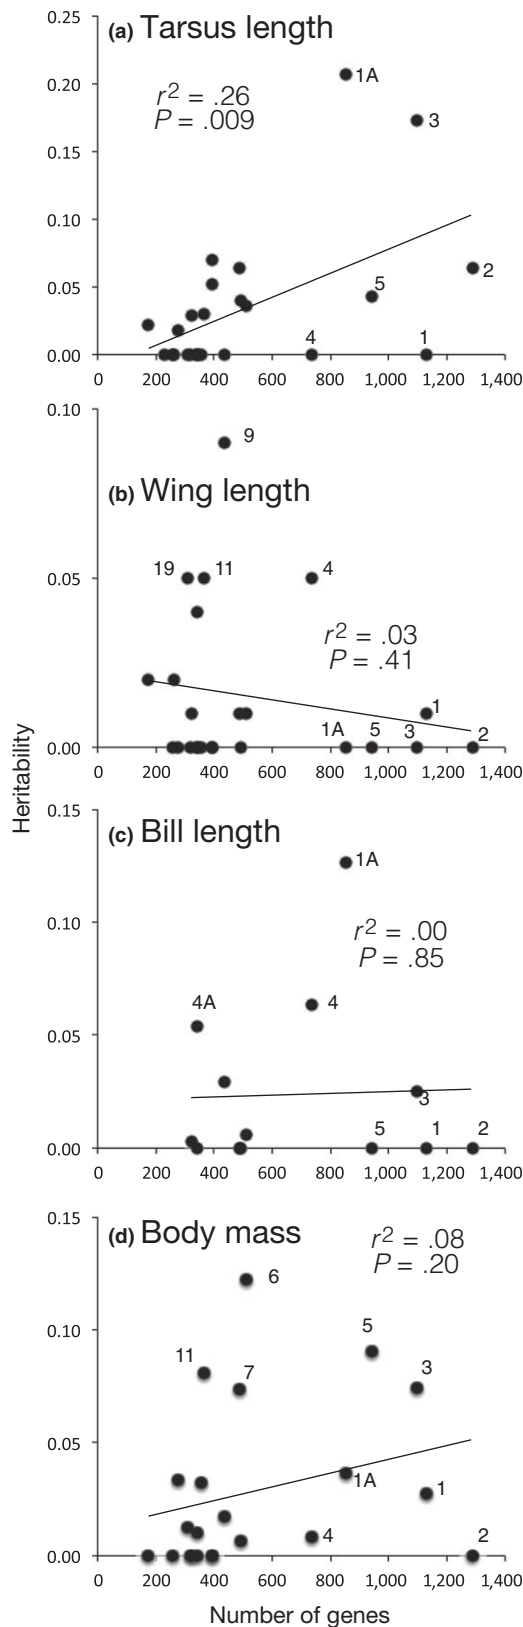 0.25
(a) Tarsus length
0.20
1A
r² = .26
P = .009
3
0.15
0.10
2
0.05
5
4
1
0.00
0 200 400 600 800 1,000 1,200 1,400
0.10
9
(b) Wing length
19
11
4
0.05
r² = .03
P = .41
1
1A
5
3
2
0.00
0 200 400 600 800 1,000 1,200 1,400
Heritability
0.15
(c) Bill length
1A
0.10
r² = .00
P = .85
4A
4
0.05
3
5
1
2
0.00
0 200 400 600 800 1,000 1,200 1,400
0.15
(d) Body mass
r² = .08
P = .20
6
0.10
5
11
7
3
0.05
1A
1
4
2
0.00
0 200 400 600 800 1,000 1,200 1,400
Number of genes